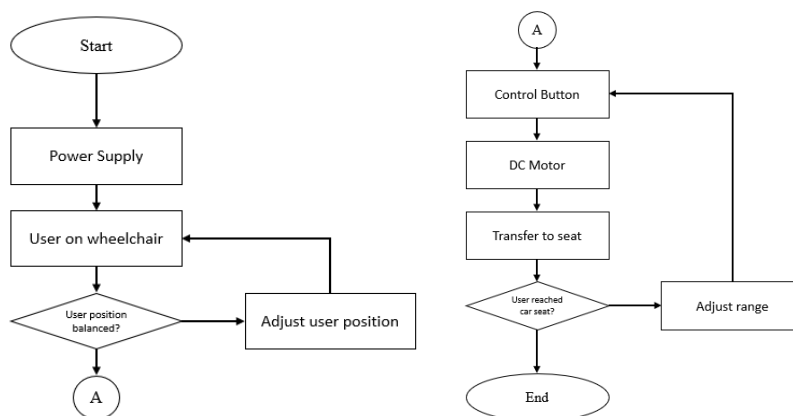 Start
Power Supply
User on wheelchair
User position
balanced?
Adjust user position
A
A
Control Button
DC Motor
Transfer to seat
User reached
car seat?
Adjust range
End